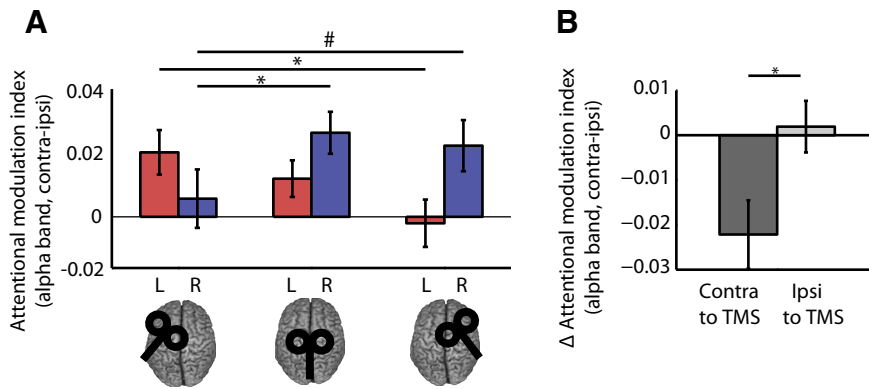 A
Attentional modulation index
(alpha band, contra-ipsi)
0.04
0.02
0
-0.02
#
*
*
L R
L R
L R
B
Δ Attentional modulation index
(alpha band, contra-ipsi)
0.01
0
−0.01
−0.02
−0.03
*
Contra
to TMS
Ipsi
to TMS